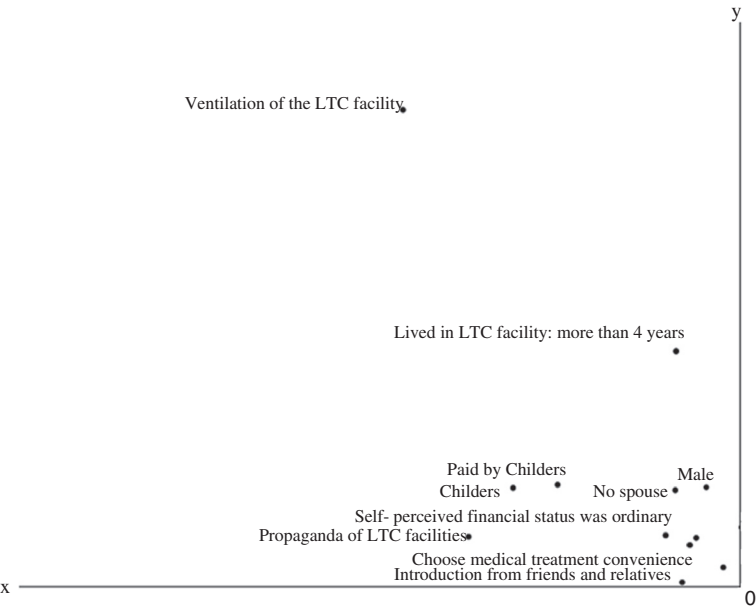 y
Ventilation of the LTC facility
Lived in LTC facility: more than 4 years
Paid by Childers
Male
Childers
No spouse
Self- perceived financial status was ordinary
Propaganda of LTC facilities
Choose medical treatment convenience
Introduction from friends and relatives
x
0